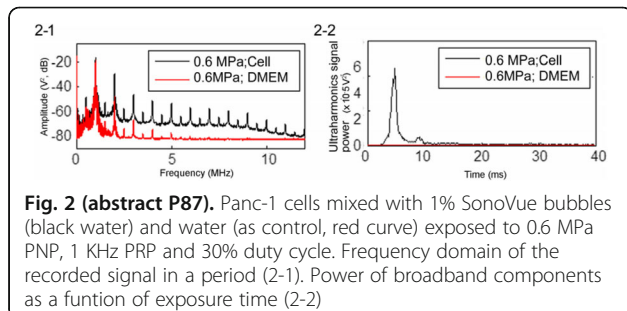 2-1
2-2
0.6 MPa;Cell
0.6MPa; DMEM
Amplitude (V², dB)
-20
-40
-60
-80
0
5
10
Frequency (MHz)
0.6 MPa;Cell
0.6MPa; DMEM
Ultraharmonics signal
power (x·10·5V²)
6
4
2
0
0
10
20
30
40
Time (ms)
Fig. 2 (abstract P87). Panc-1 cells mixed with 1% SonoVue bubbles
(black water) and water (as control, red curve) exposed to 0.6 MPa
PNP, 1 KHz PRP and 30% duty cycle. Frequency domain of the
recorded signal in a period (2-1). Power of broadband components
as a funtion of exposure time (2-2)